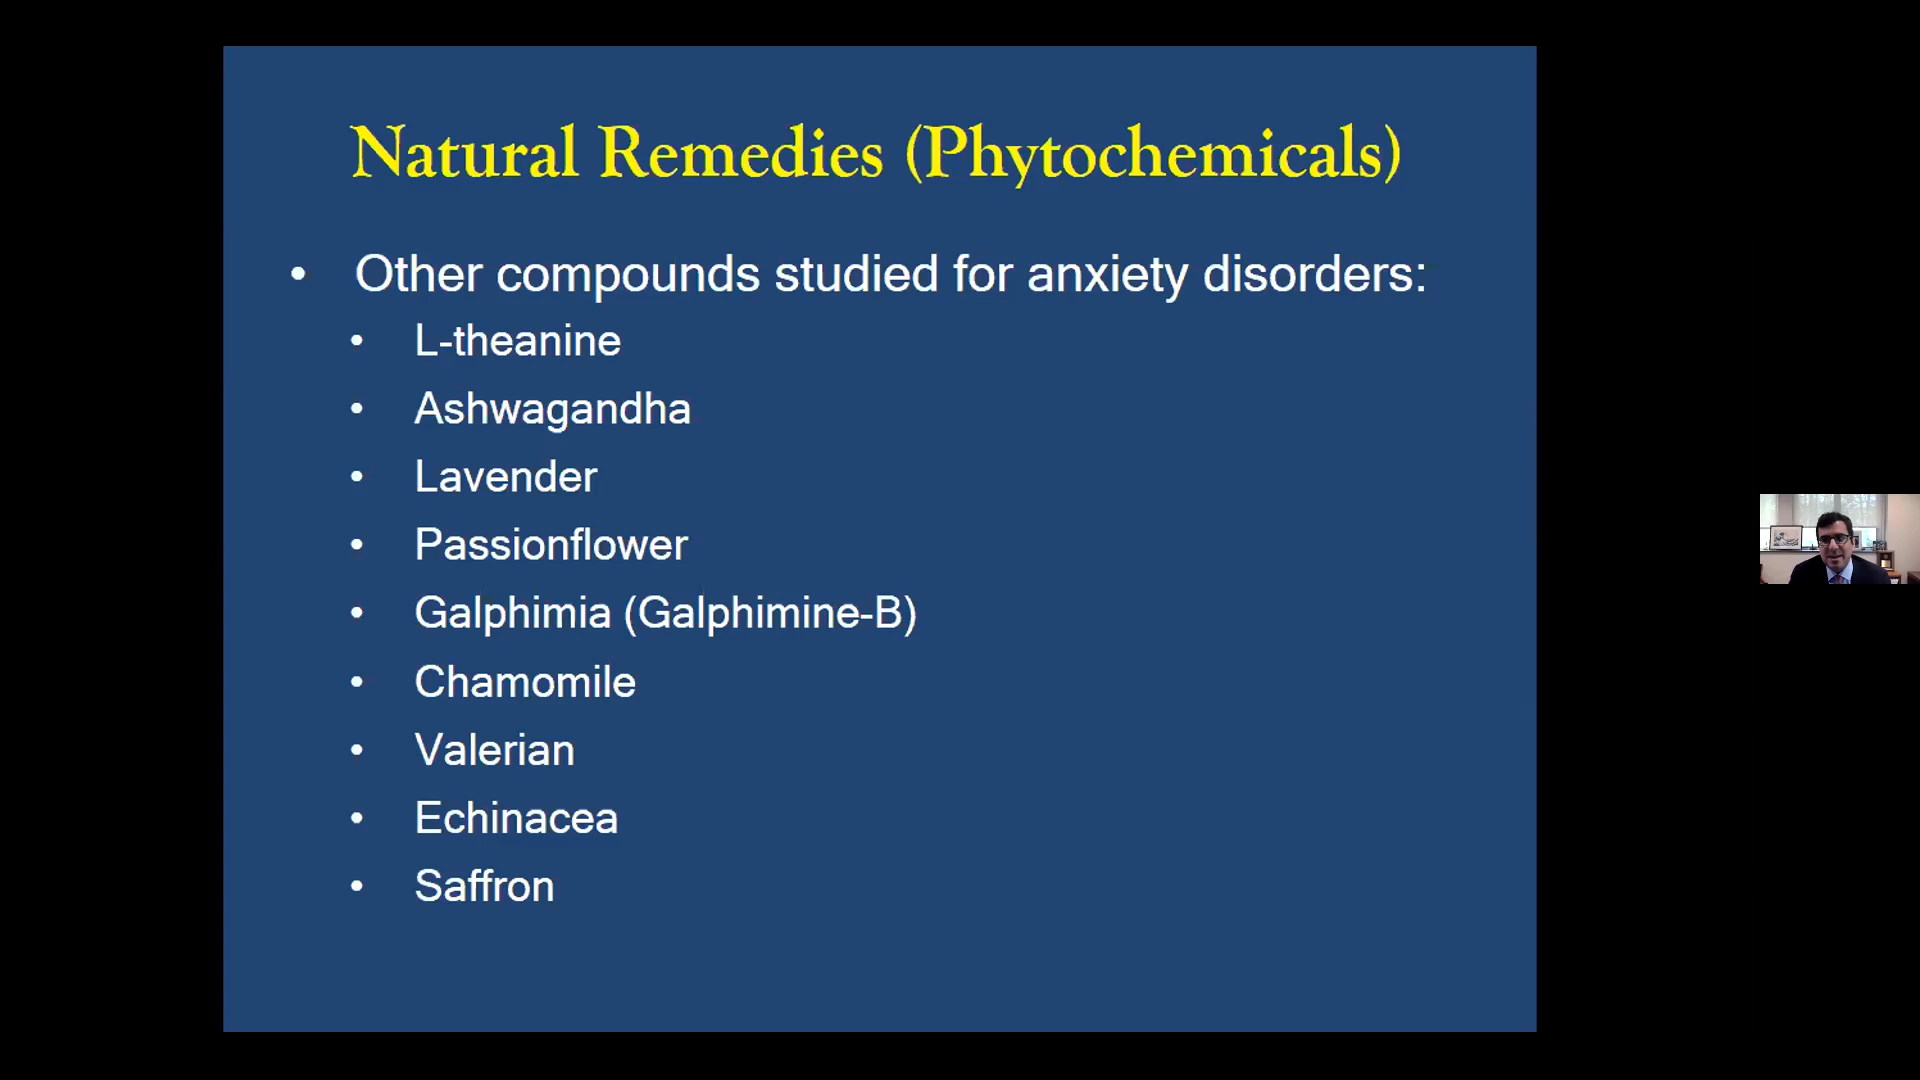 Natural Remedies (Phytochemicals)
• Other compounds studied for anxiety disorders:
• L-theanine
• Ashwagandha
• Lavender
• Passionflower
• Galphimia (Galphimine-B)
• Chamomile
• Valerian
• Echinacea
• Saffron